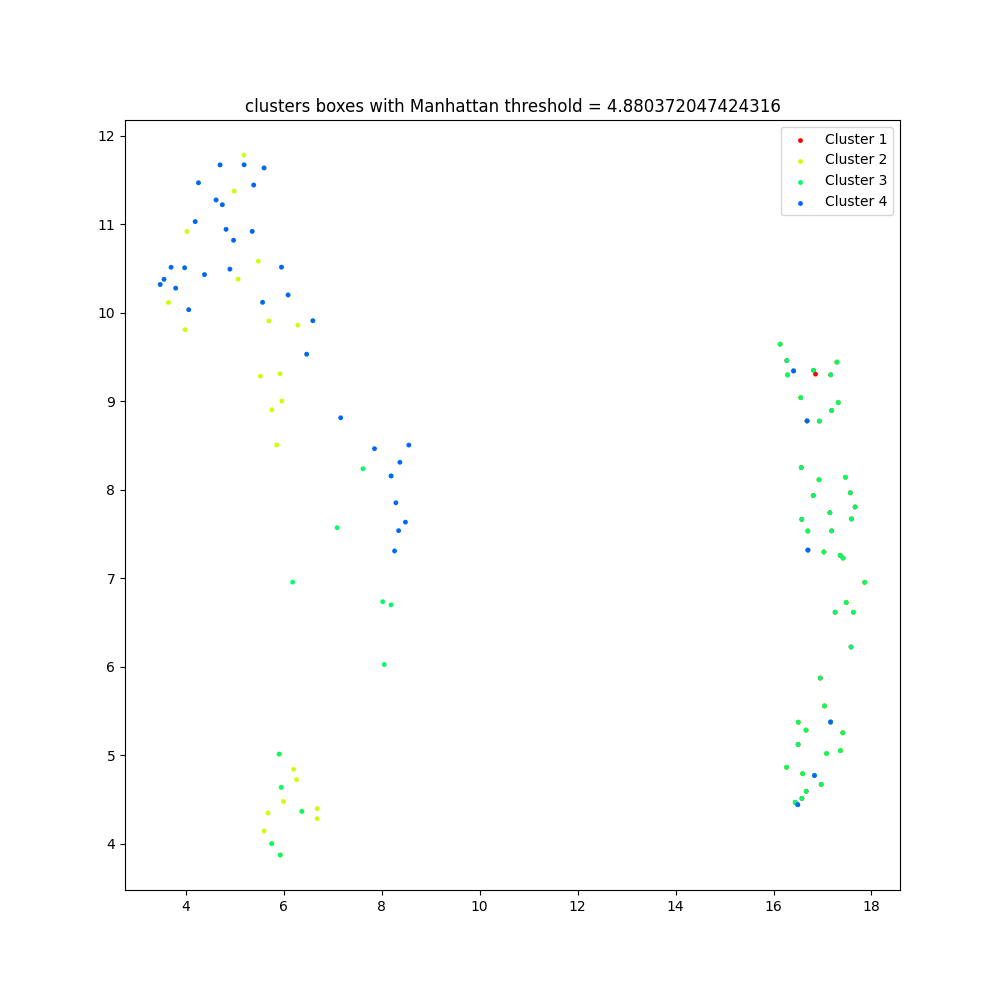 clusters boxes with Manhattan threshold = 4.880372047424316
Cluster 1
Cluster 2
Cluster 3
Cluster 4
12
11
10
9
8
7
6
5
4
4 6 8 10 12 14 16 18